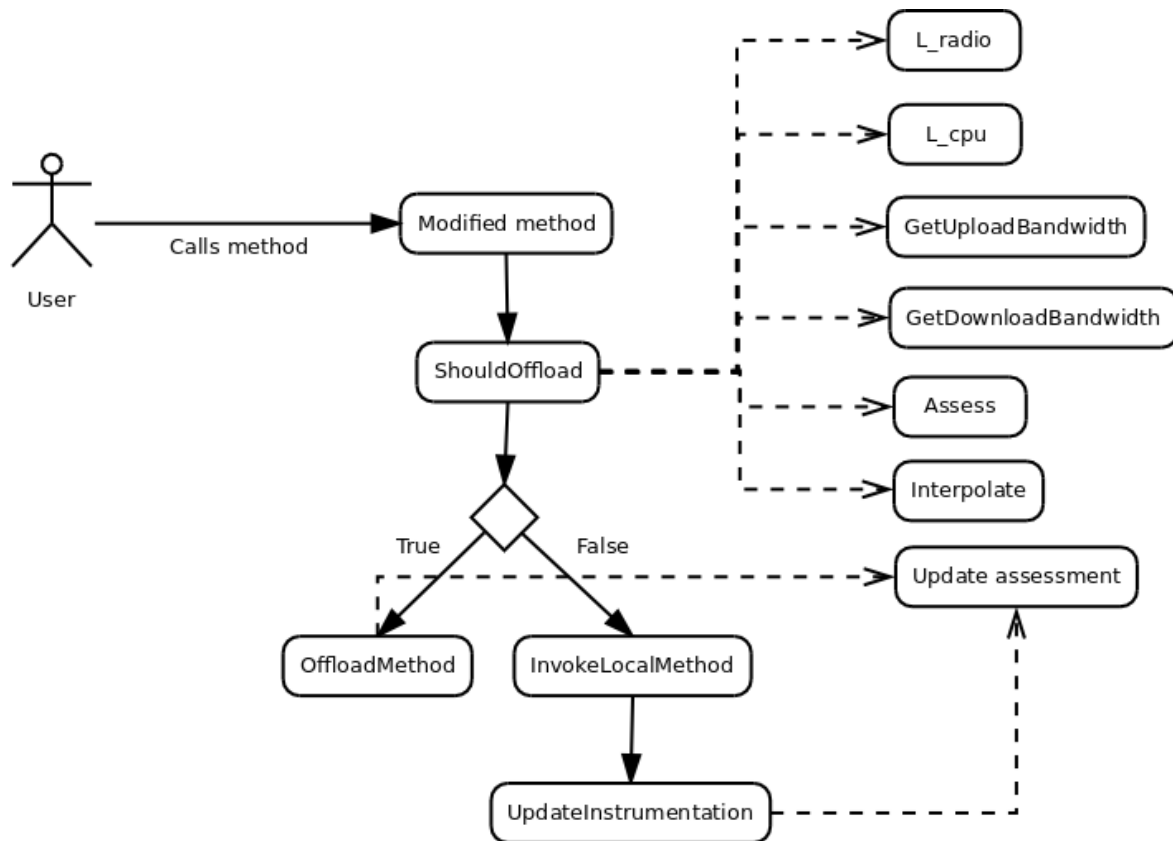 L_radio
L_cpu
Modified method
GetUploadBandwidth
Calls method
User
GetDownloadBandwidth
ShouldOffload
Assess
Interpolate
True
False
Update assessment
OffloadMethod
InvokeLocalMethod
UpdateInstrumentation